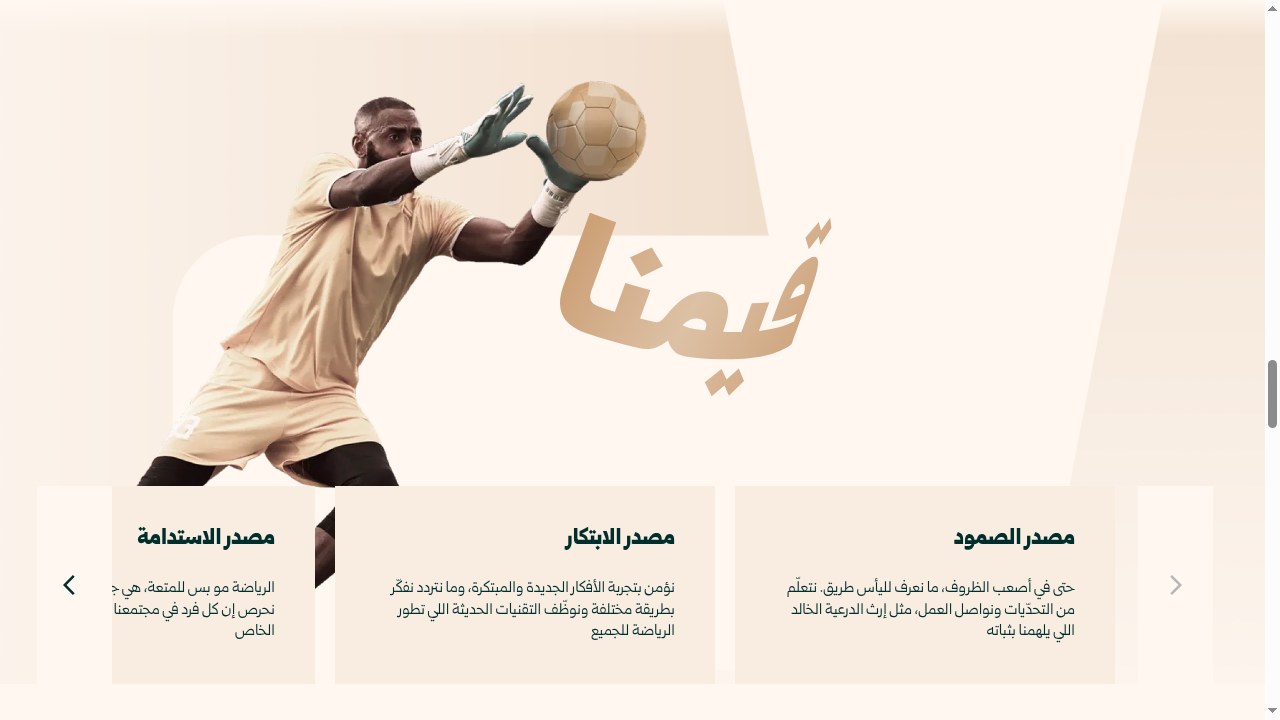 قيمنا
مصدر الصمود
حتى في أصعب الظروف، ما نعرف لليأس طريق. نتعلّم
من التحدّيات ونواصل العمل، مثل إرث الدرعية الخالد
اللي يلهمنا بثباته
مصدر الابتكار
نؤمن بتجربة الأفكار الجديدة والمبتكرة، وما نتردد نفكّر
بطريقة مختلفة ونوظّف التقنيات الحديثة اللي تطور
الرياضة للجميع
مصدر الاستدامة
الرياضة مو بس للمتعة، هي
نحرص إن كل فرد في مجتمعنا
الخاص